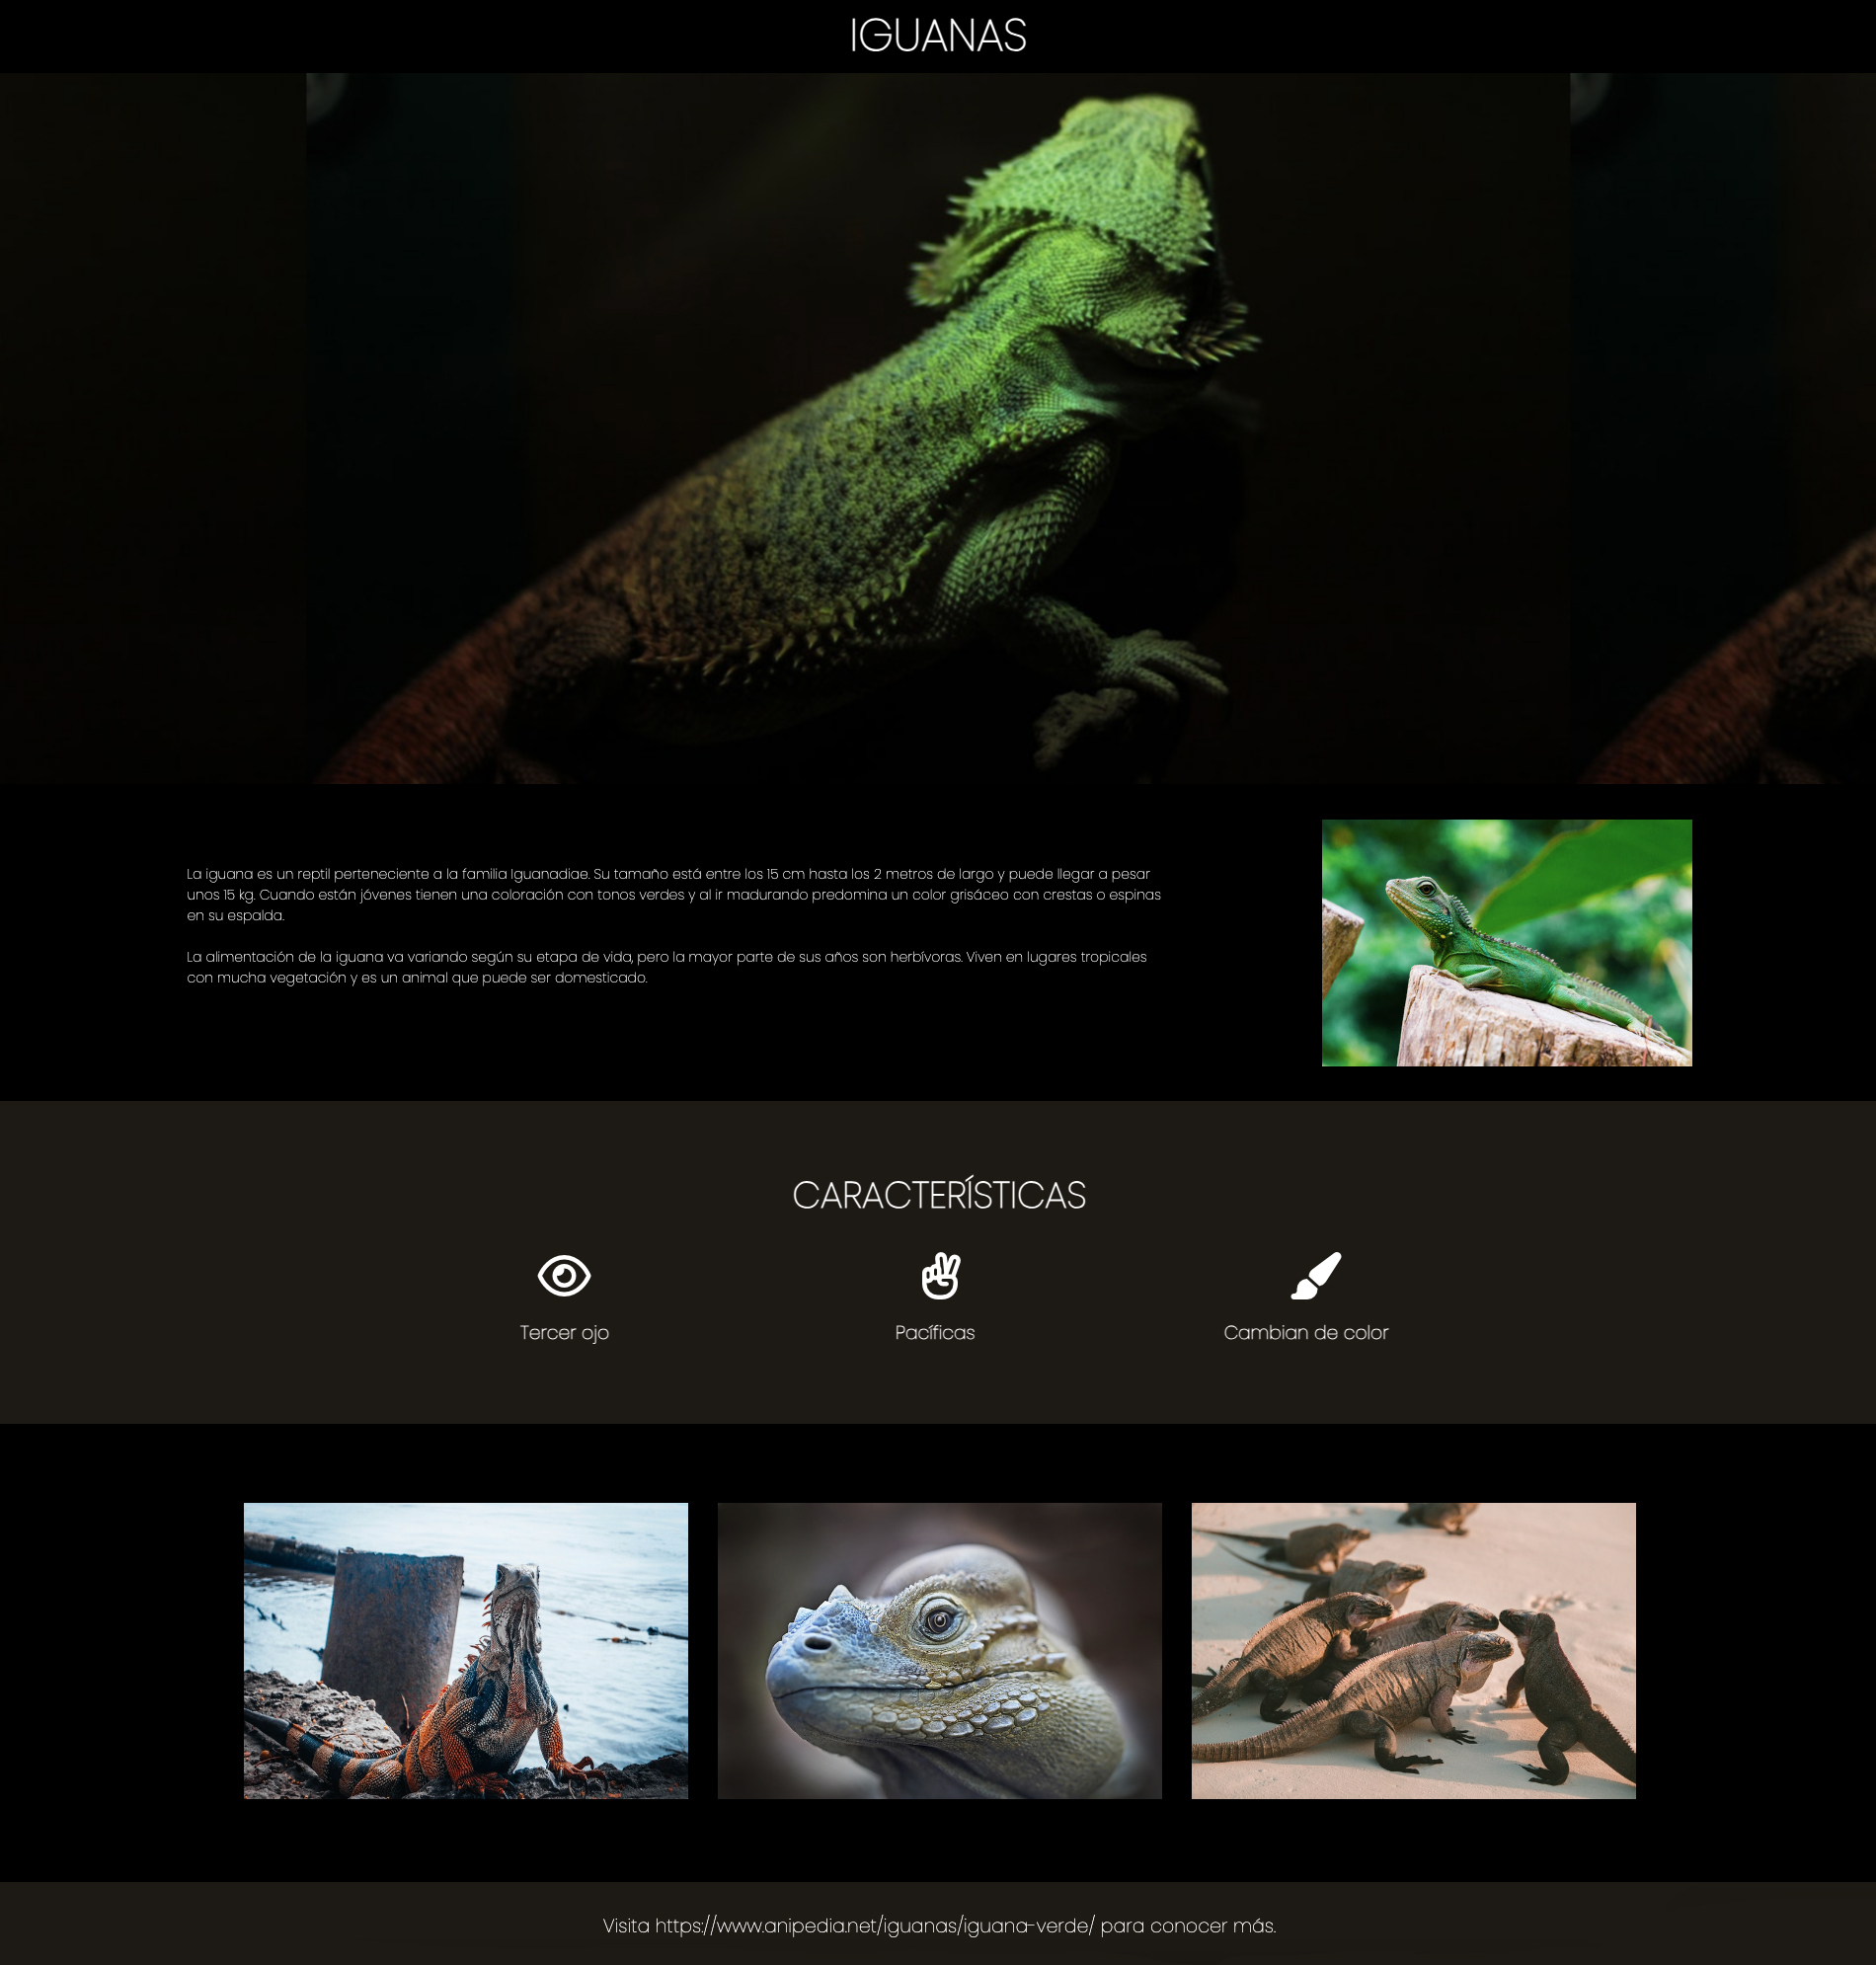 IGUANAS
La iguana es un reptil perteneciente a la familia Iguanadiae. Su tamaño está entre los 15 cm hasta los 2 metros de largo y puede llegar a pesar
unos 15 kg. Cuando están jóvenes tienen una coloración con tonos verdes y al ir madurando predomina un color grisáceo con crestas o espinas
en su espalda.
La alimentación de la iguana va variando según su etapa de vida, pero la mayor parte de sus años son herbívoras. Viven en lugares tropicales
con mucha vegetación y es un animal que puede ser domesticado.
CARACTERÍSTICAS
Tercer ojo
Pacíficas
Cambian de color
Visita https://www.anipedia.net/iguanas/iguana-verde/ para conocer más.